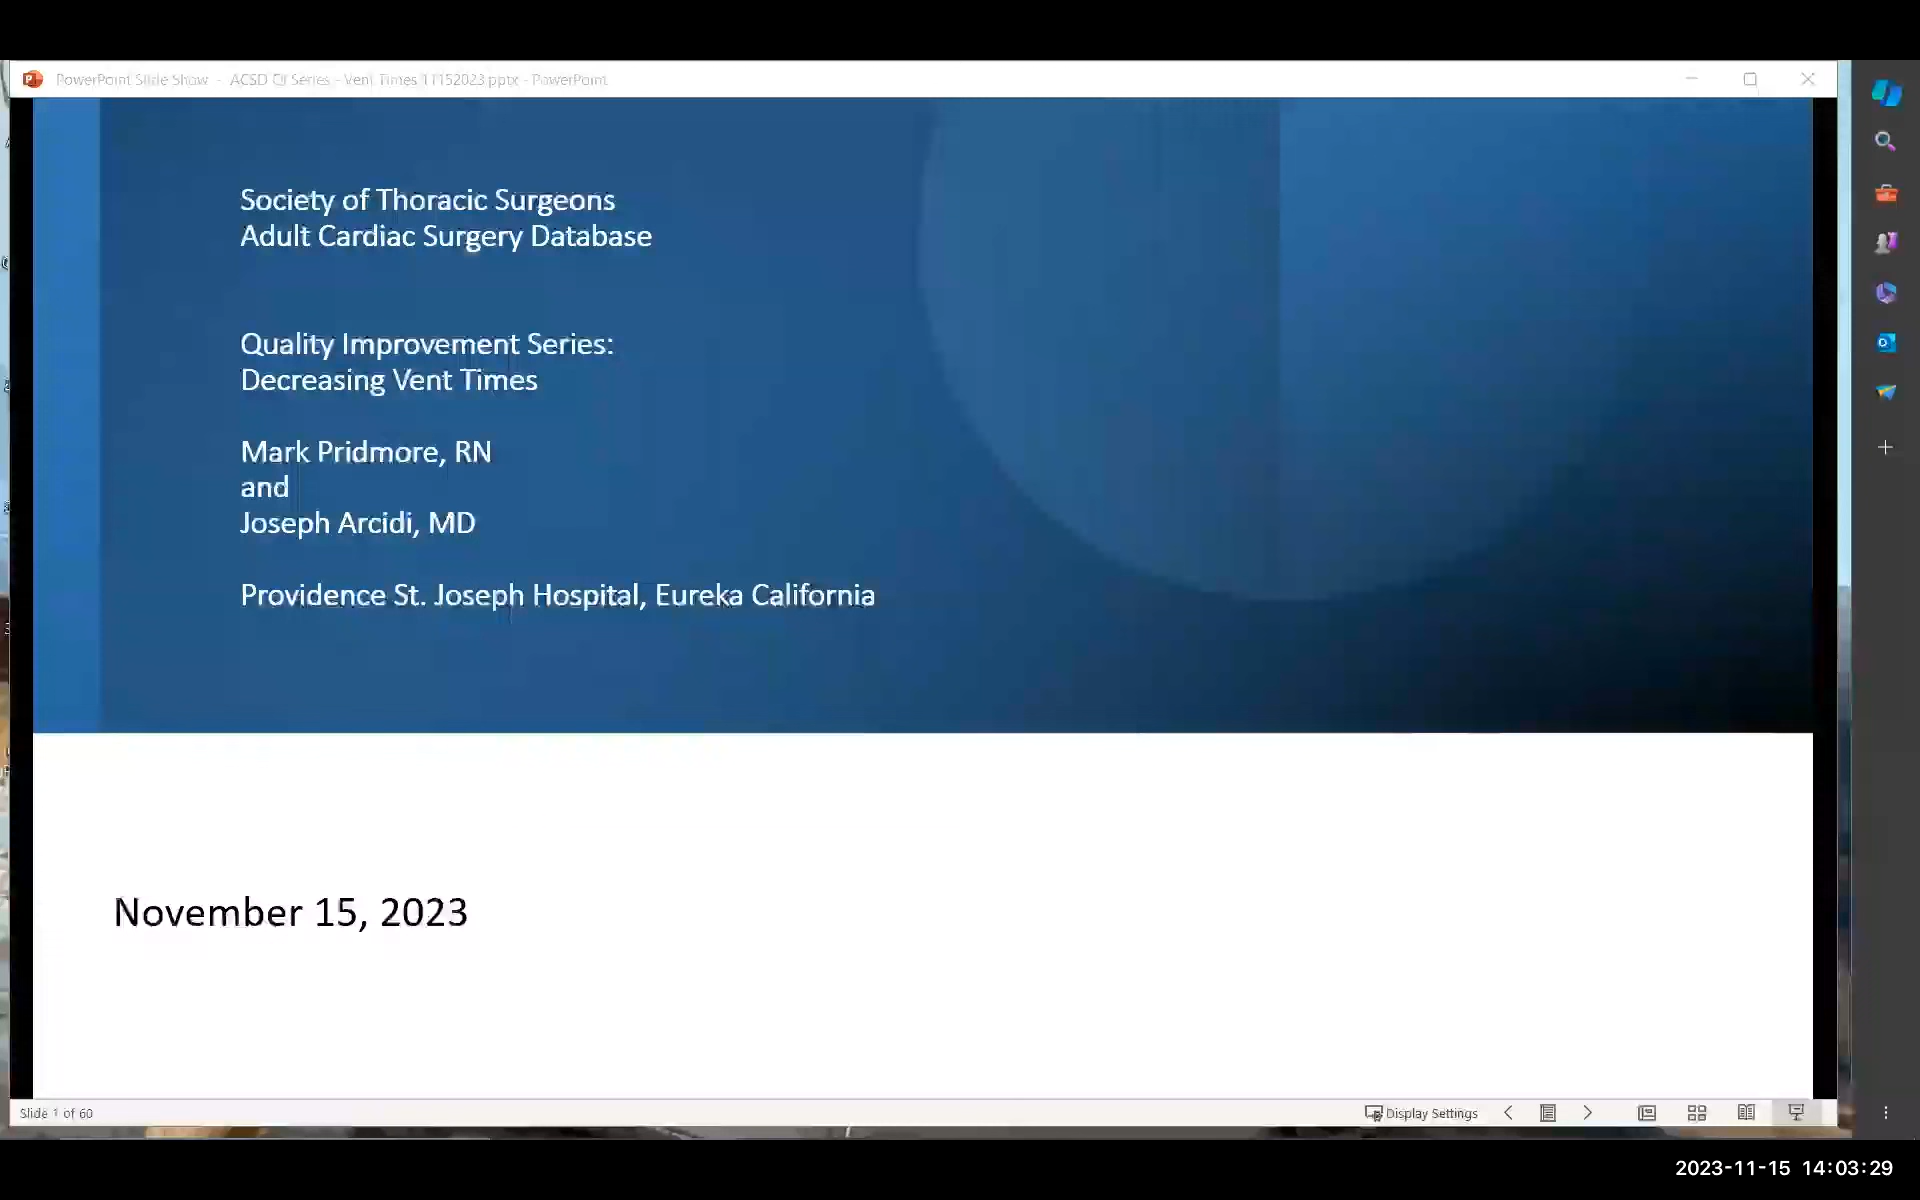 PowerPoint Slide Show - ACSD QI Series - Vent Times 11152023.pptx - PowerPoint
Society of Thoracic Surgeons
Adult Cardiac Surgery Database
Quality Improvement Series:
Decreasing Vent Times
Mark Pridmore, RN
and
Joseph Arcidi, MD
Providence St. Joseph Hospital, Eureka California
November 15, 2023
Slide 1 of 60
Display Settings
2023-11-15 14:03:29